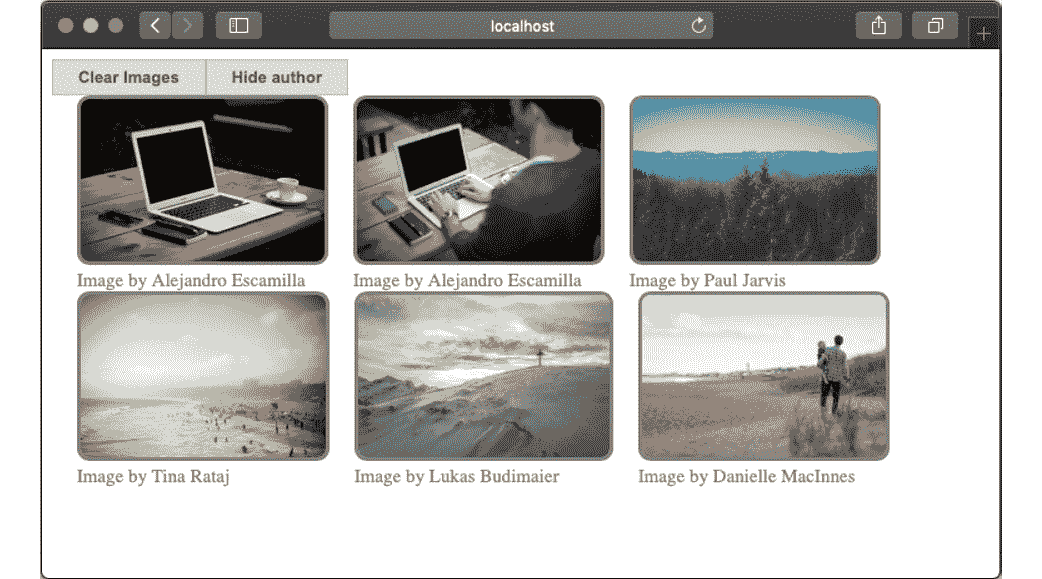 localhost
Clear Images Hide author
Image by Alejandro Escamilla Image by Alejandro Escamilla Image by Paul Jarvis
Image by Tina Rataj Image by Lukas Budimaier Image by Danielle MacInnes